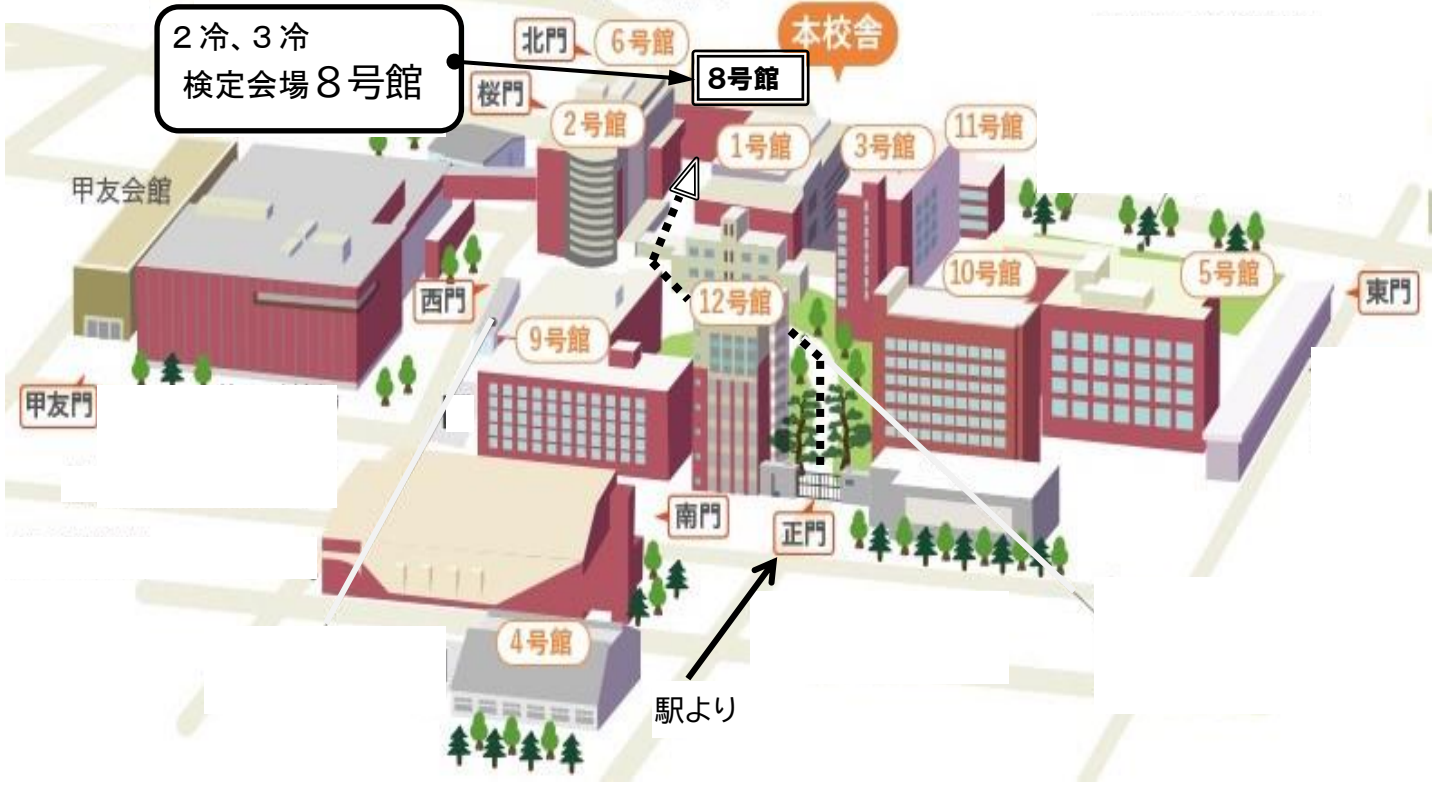 2冷、3冷
検定会場8号館
北門
6号館
本校舎
8号館
桜門
2号館
1号館
3号館
11号館
甲友会館
西門
12号館
10号館
5号館
東門
9号館
甲友門
南門
正門
4号館
駅より